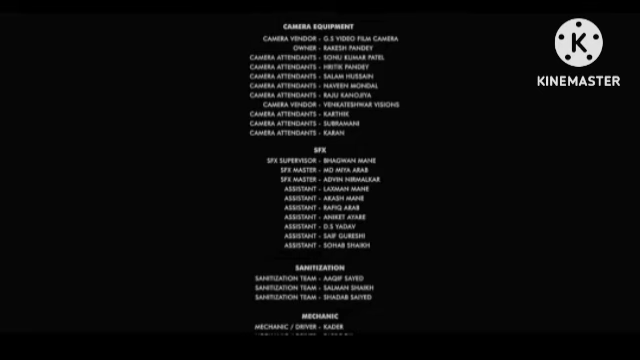 CAMERA EQUIPMENT
CAMERA VENDOR - G.S VIDEO FILM CAMERA
OWNER - RAKESH PANDEY
CAMERA ATTENDANTS - SONU KUMAR PATEL
CAMERA ATTENDANTS - HRITIK PANDEY
CAMERA ATTENDANTS - SALAM HUSSAIN
CAMERA ATTENDANTS - NAVEEN MONDAL
CAMERA ATTENDANTS - RAJU KANOJIYA
CAMERA VENDOR - VENKATESHWAR VISIONS
CAMERA ATTENDANTS - KARTHIK
CAMERA ATTENDANTS - SUBRAMANI
CAMERA ATTENDANTS - KARAN
SFX
SFX SUPERVISOR - BHAGWAN MANE
SFX MASTER - MD MIYA ARAB
SFX MASTER - ADVIN NIRMALKAR
ASSISTANT - LAXMAN MANE
ASSISTANT - AKASH MANE
ASSISTANT - RAFIQ ARAB
ASSISTANT - ANIKET AYARE
ASSISTANT - D.S YADAV
ASSISTANT - SAIF GURESHI
ASSISTANT - SOHAB SHAIKH
SANITIZATION
SANITIZATION TEAM - AAQIF SAYED
SANITIZATION TEAM - SALMAN SHAIKH
SANITIZATION TEAM - SHADAB SAIYED
MECHANIC
MECHANIC / DRIVER - KADER
K
KINEMASTER